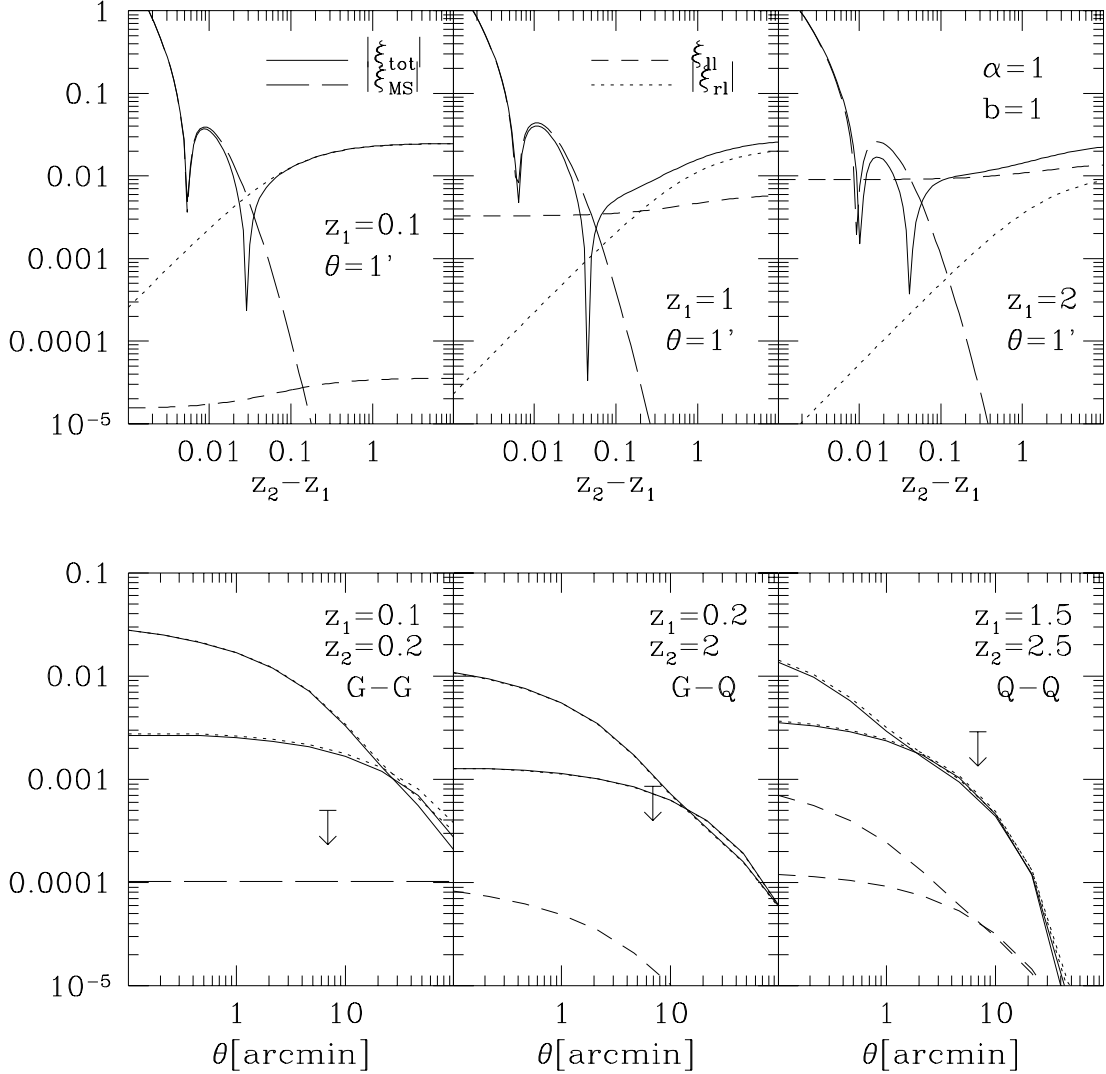 1
0.1
0.01
0.001
0.0001
10⁻⁵
|ξtot|
|ξMS|
ξll
|ξrl|
α=1
b=1
z₁=0.1
θ=1'
z₁=1
θ=1'
z₁=2
θ=1'
0.01 0.1 1
0.01 0.1 1
0.01 0.1 1
z₂−z₁
z₂−z₁
z₂−z₁
0.1
0.01
0.001
0.0001
10⁻⁵
z₁=0.1
z₂=0.2
G−G
z₁=0.2
z₂=2
G−Q
z₁=1.5
z₂=2.5
Q−Q
1 10
1 10
1 10
θ[arcmin]
θ[arcmin]
θ[arcmin]